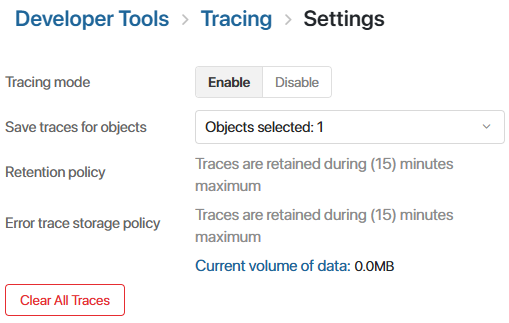 Developer Tools > Tracing > Settings
Tracing mode Enable Disable
Save traces for objects Objects selected: 1
Retention policy Traces are retained during (15) minutes
maximum
Error trace storage policy Traces are retained during (15) minutes
maximum
Current volume of data: 0.0MB
Clear All Traces